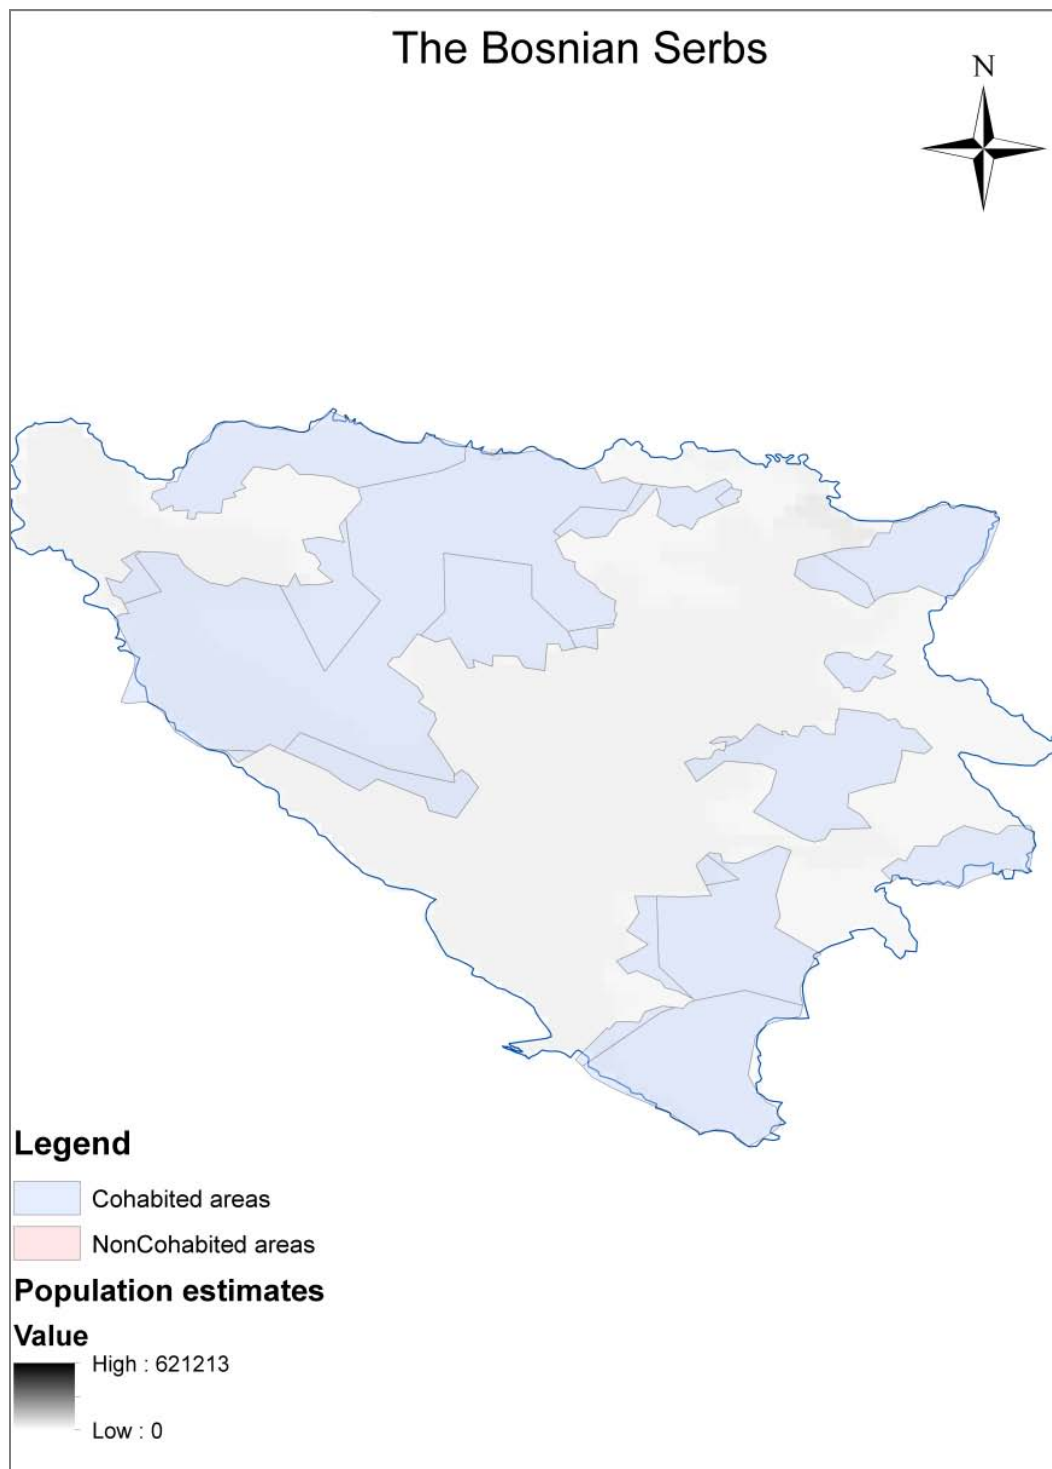 The Bosnian Serbs
N
Legend
Cohabited areas
NonCohabited areas
Population estimates
Value
High : 621213
Low : 0